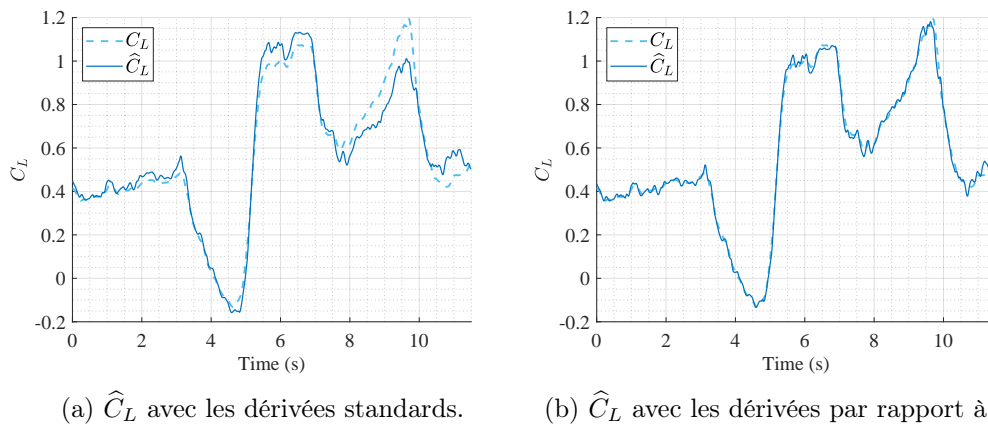 1.2
1
0.8
0.6
0.4
0.2
0
-0.2
C_L
Ĉ_L
C_L
0 2 4 6 8 10
Time (s)
(a) Ĉ_L avec les dérivées standards.
1.2
1
0.8
0.6
0.4
0.2
0
-0.2
C_L
Ĉ_L
C_L
0 2 4 6 8 10
Time (s)
(b) Ĉ_L avec les dérivées par rapport à